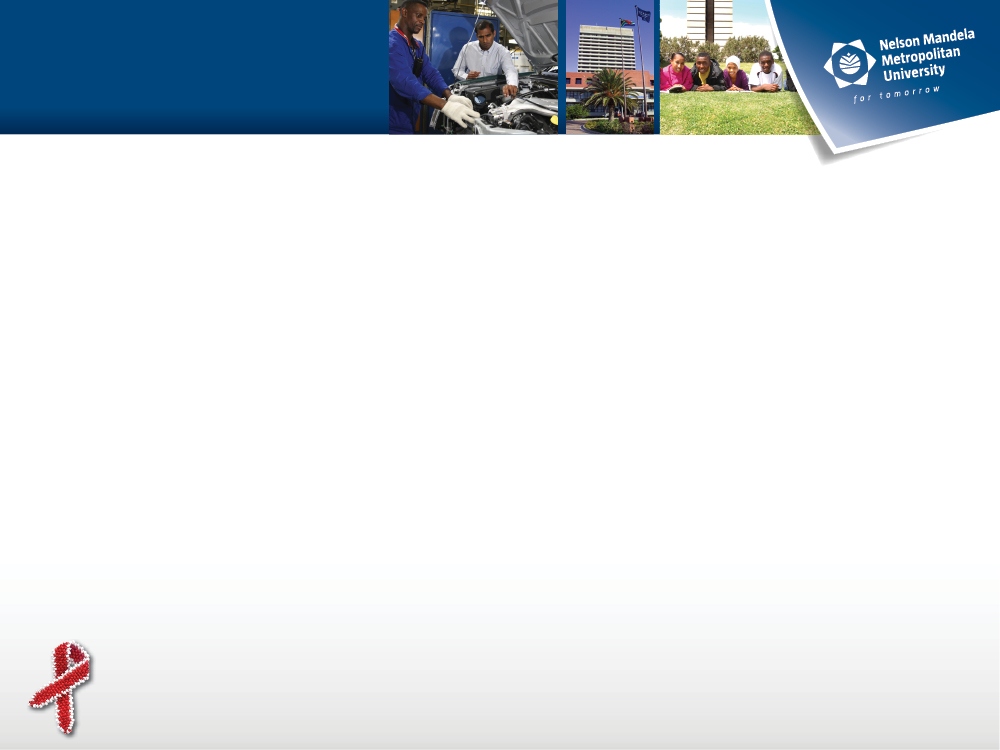 Nelson Mandela
Metropolitan
University
for tomorrow